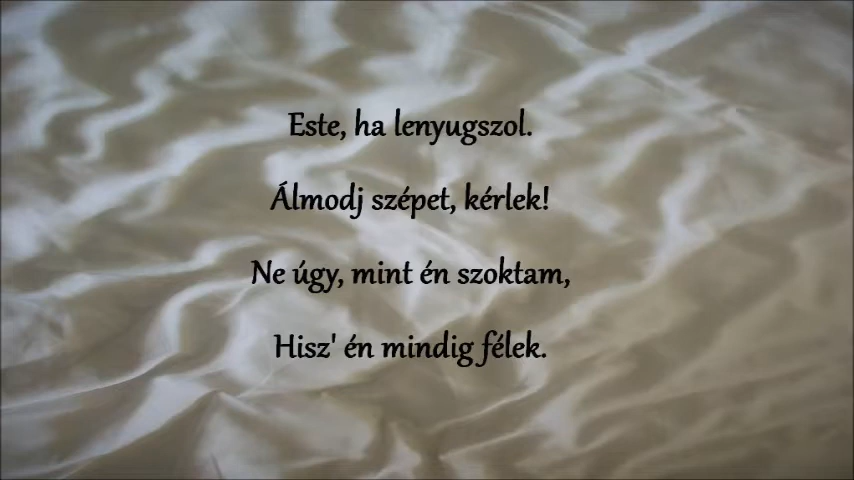 Este, ha lenyugszol.
Álmodj szépet, kérlek!
Ne úgy, mint én szoktam,
Hisz' én mindig félek.